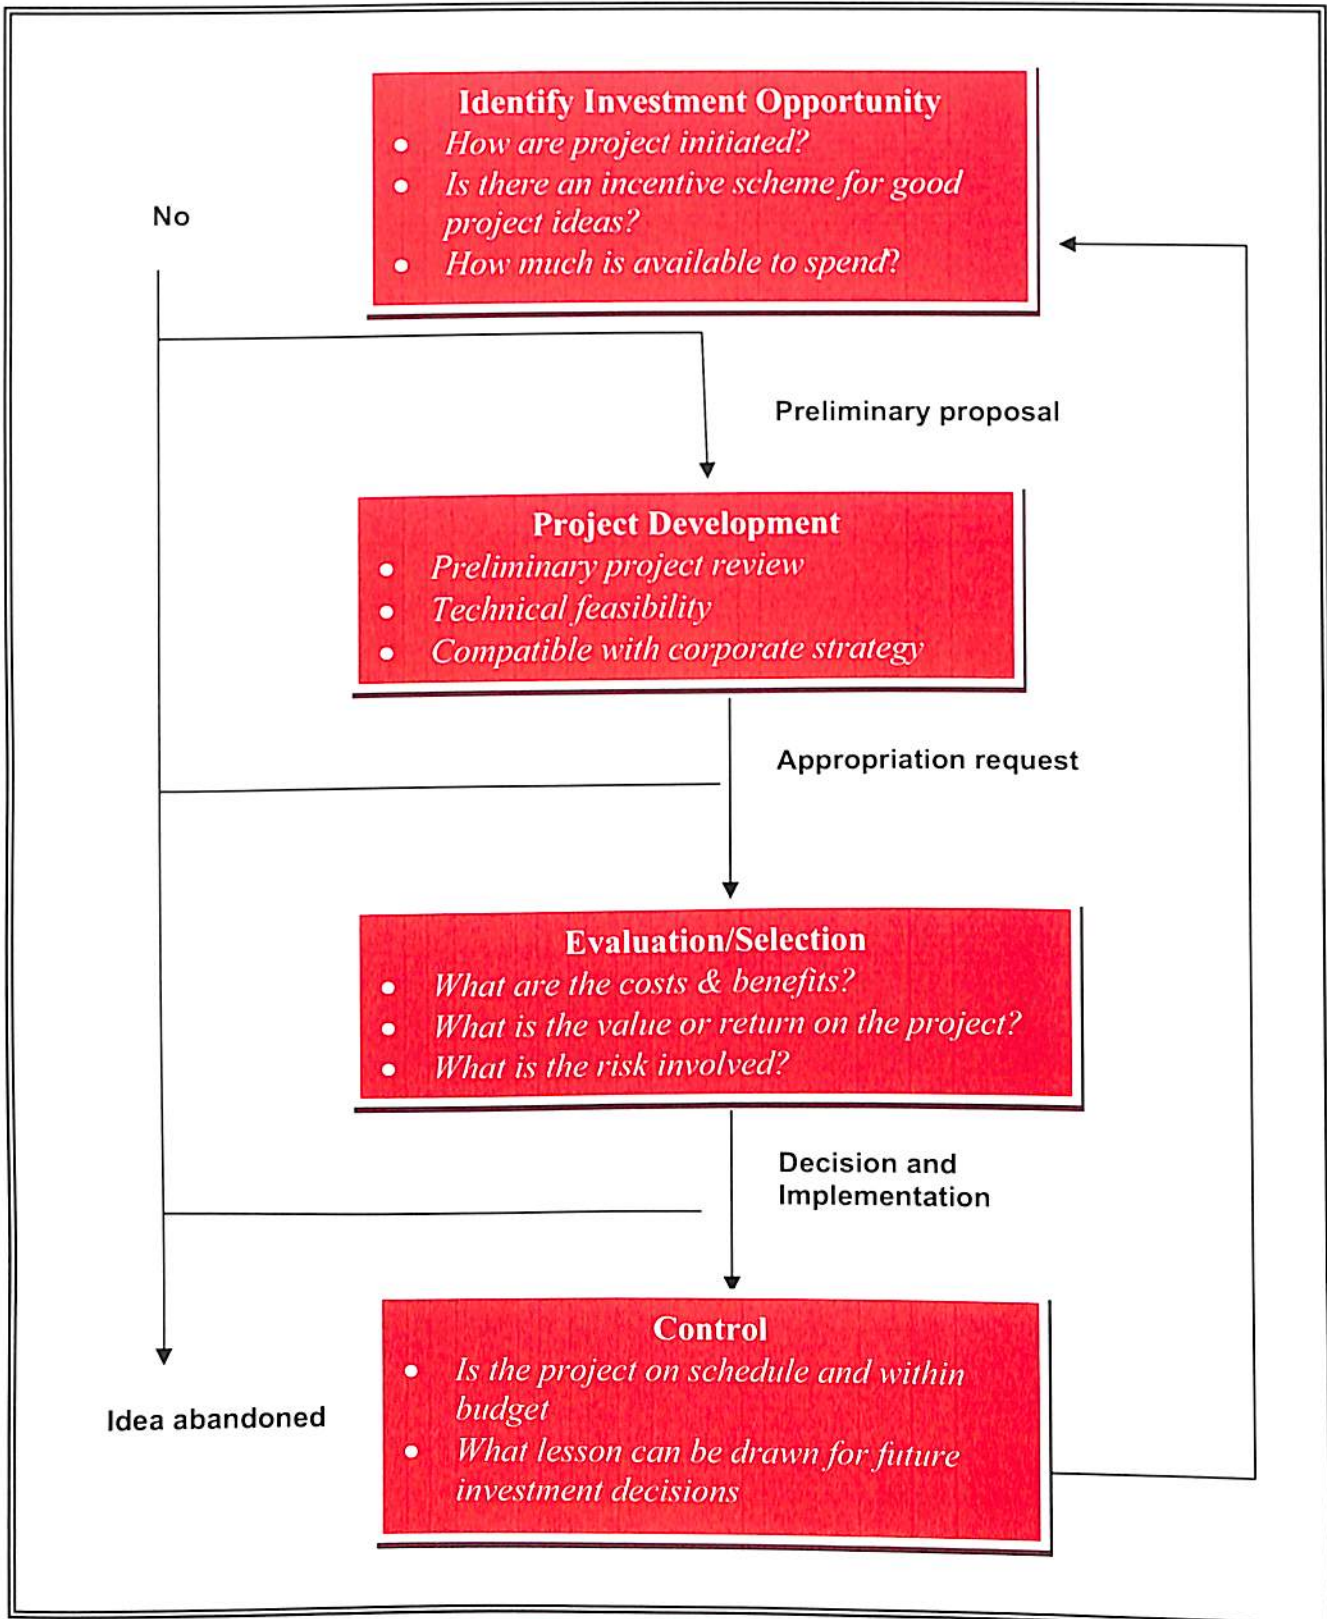 Identify Investment Opportunity
• How are project initiated?
• Is there an incentive scheme for good
project ideas?
• How much is available to spend?
No
Preliminary proposal
Project Development
• Preliminary project review
• Technical feasibility
• Compatible with corporate strategy
Appropriation request
Evaluation/Selection
• What are the costs & benefits?
• What is the value or return on the project?
• What is the risk involved?
Decision and
Implementation
Control
• Is the project on schedule and within
budget
• What lesson can be drawn for future
investment decisions
Idea abandoned